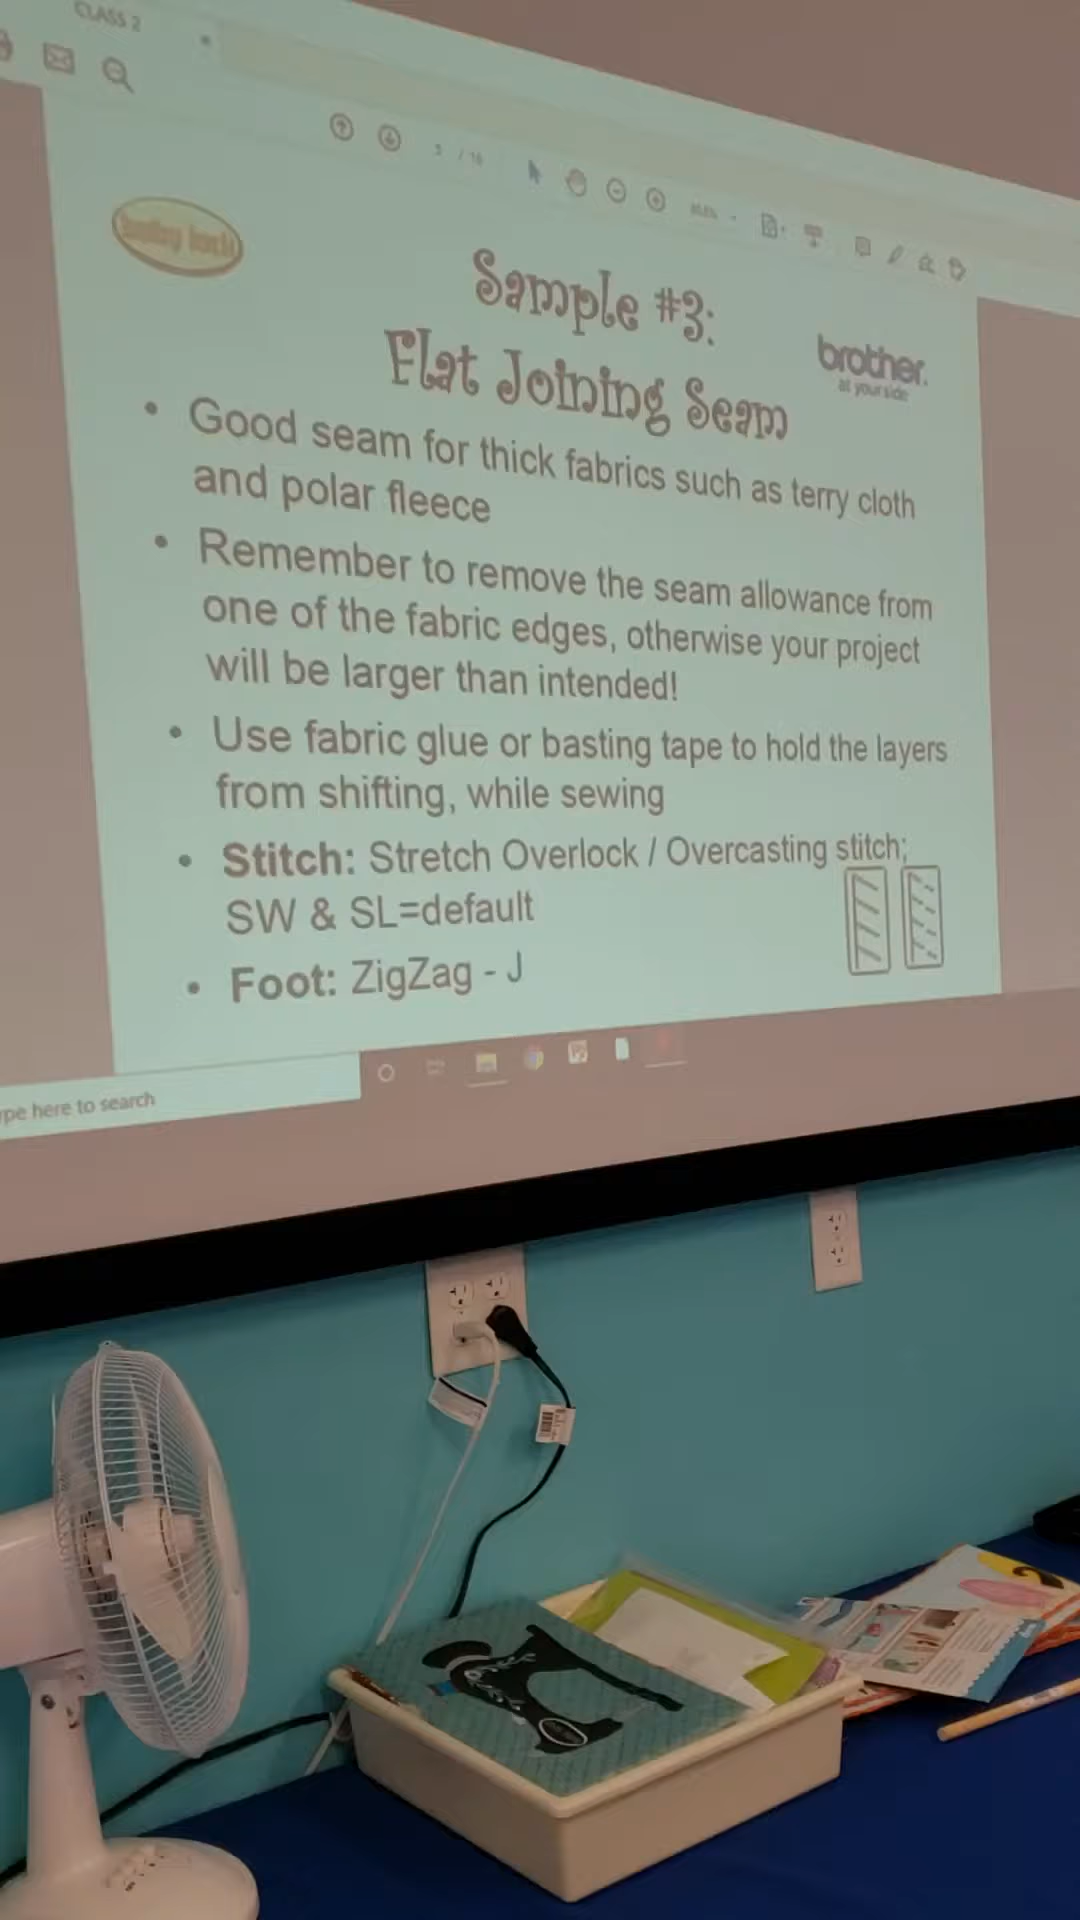 CLASS 2
Sample #3:
Flat Joining Seam
brother.
at your side
• Good seam for thick fabrics such as terry cloth
and polar fleece
• Remember to remove the seam allowance from
one of the fabric edges, otherwise your project
will be larger than intended!
• Use fabric glue or basting tape to hold the layers
from shifting, while sewing
• Stitch: Stretch Overlock / Overcasting stitch;
SW & SL=default
• Foot: ZigZag - J
ype here to search